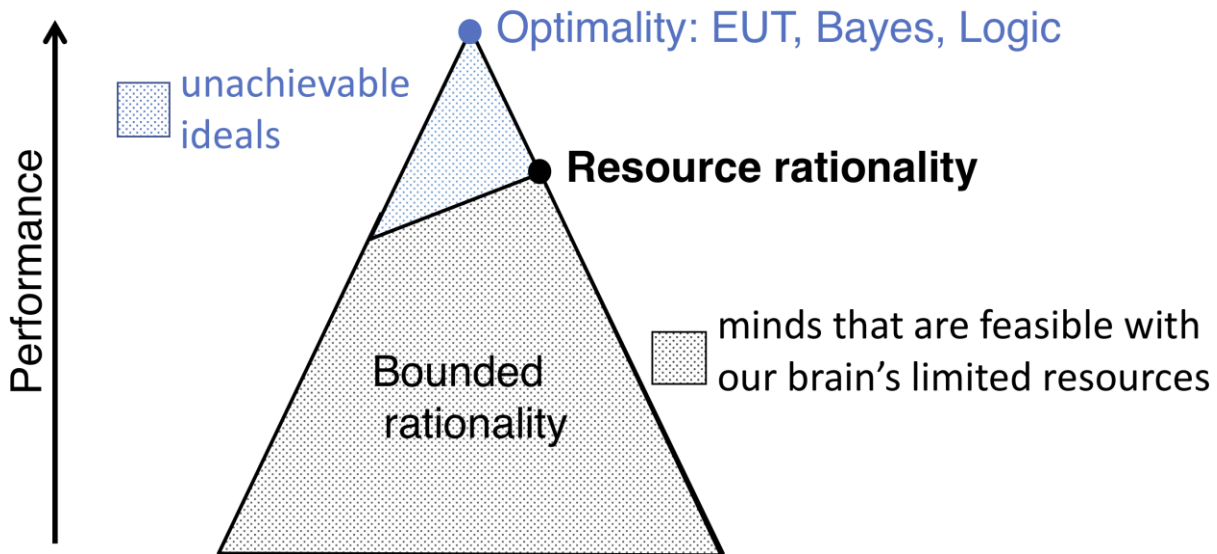 Optimality: EUT, Bayes, Logic
unachievable
ideals
Resource rationality
Performance
minds that are feasible with
our brain’s limited resources
Bounded
rationality